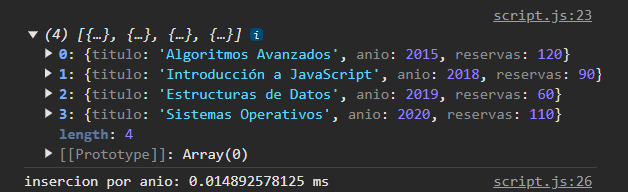 script.js:23
▼ (4) [{…}, {…}, {…}, {…}] i
▶ 0: {titulo: 'Algoritmos Avanzados', anio: 2015, reservas: 120}
▶ 1: {titulo: 'Introducción a JavaScript', anio: 2018, reservas: 90}
▶ 2: {titulo: 'Estructuras de Datos', anio: 2019, reservas: 60}
▶ 3: {titulo: 'Sistemas Operativos', anio: 2020, reservas: 110}
length: 4
▶ [[Prototype]]: Array(0)
insercion por anio: 0.014892578125 ms script.js:26